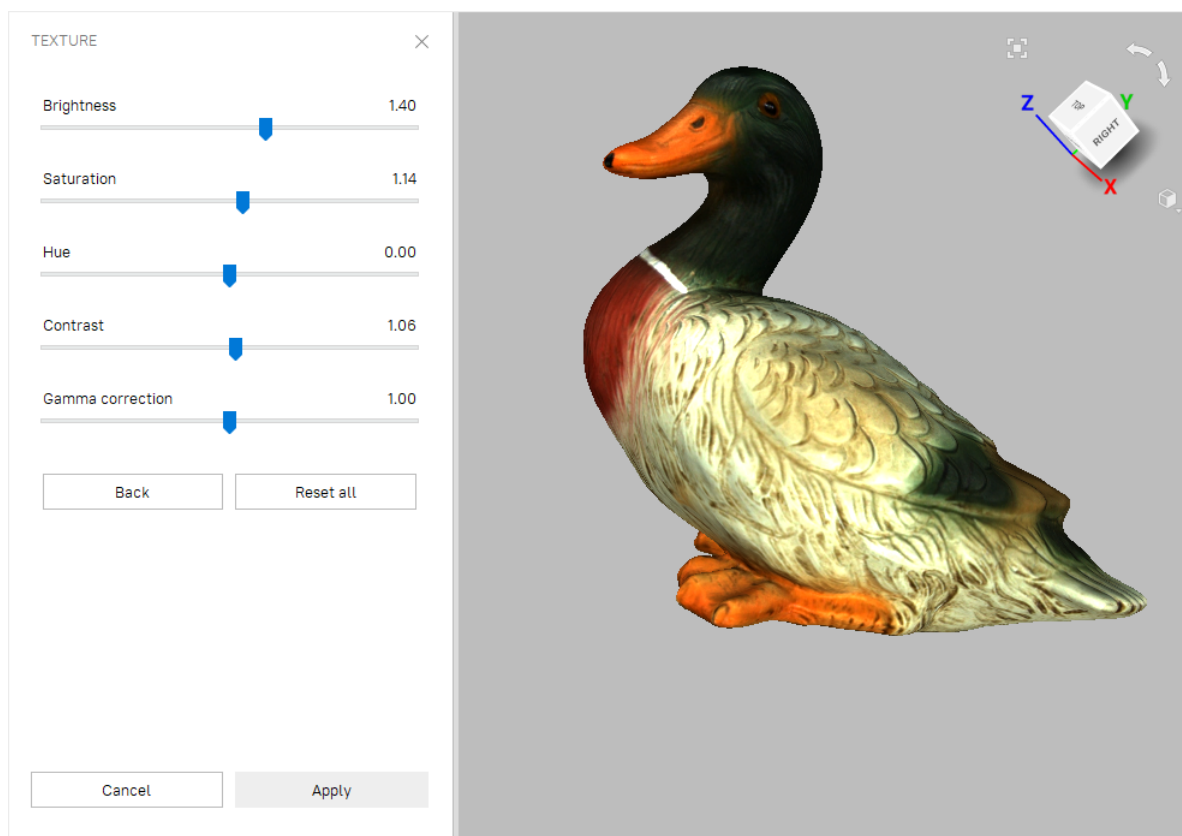 TEXTURE
Brightness 1.40
Saturation 1.14
Hue 0.00
Contrast 1.06
Gamma correction 1.00
Back Reset all
Cancel Apply
Z Y
RIGHT
X